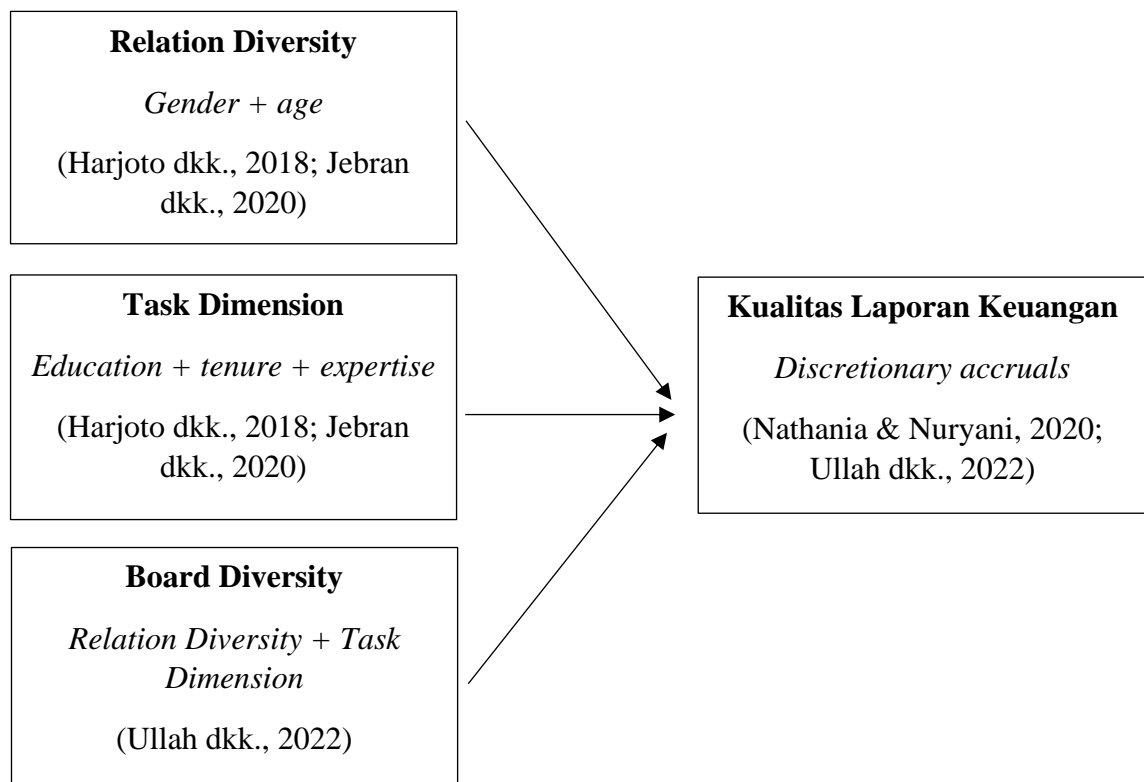 Relation Diversity
Gender + age
(Harjoto dkk., 2018; Jebran
dkk., 2020)
Task Dimension
Education + tenure + expertise
(Harjoto dkk., 2018; Jebran
dkk., 2020)
Board Diversity
Relation Diversity + Task
Dimension
(Ullah dkk., 2022)
Kualitas Laporan Keuangan
Discretionary accruals
(Nathania & Nuryani, 2020;
Ullah dkk., 2022)